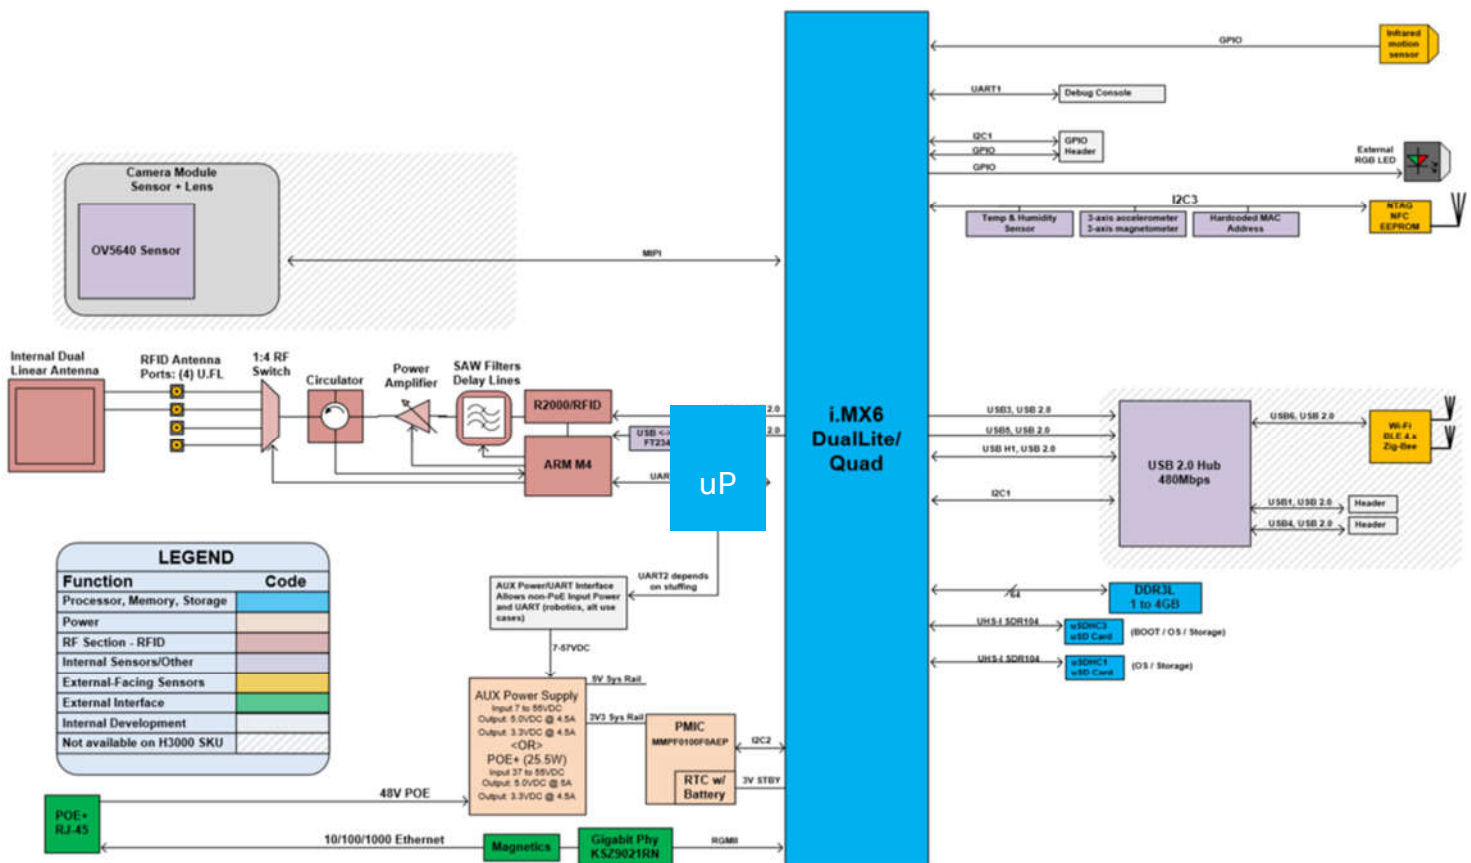 GPIO
Infrared
motion
sensor
UART1
Debug Console
I2C1
GPIO
GPIO
Header
GPIO
External
RGB LED
I2C3
Temp & Humidity
Sensor
3-axis accelerometer
3-axis magnetometer
Hardcoded MAC
Address
NTAG
NFC
EEPROM
Camera Module
Sensor + Lens
OV5640 Sensor
MIPI
Internal Dual
Linear Antenna
RFID Antenna
Ports: (4) U.FL
1:4 RF
Switch
Circulator
Power
Amplifier
SAW Filters
Delay Lines
R2000/RFID
ARM M4
USB <-
FT234
2.0
2.0
UAR
uP
i.MX6
DualLite/
Quad
USB3, USB 2.0
USB5, USB 2.0
USB H1, USB 2.0
I2C1
USB 2.0 Hub
480Mbps
USB6, USB 2.0
Wi-Fi
BLE 4.x
Zig-Bee
USB1, USB 2.0
Header
USB4, USB 2.0
Header
64
DDR3L
1 to 4GB
UHS-I SDR104
uSDHC3
uSD Card
(BOOT / OS / Storage)
UHS-I SDR104
uSDHC1
uSD Card
(OS / Storage)
LEGEND
Function Code
Processor, Memory, Storage
Power
RF Section - RFID
Internal Sensors/Other
External-Facing Sensors
External Interface
Internal Development
Not available on H3000 SKU
AUX Power/UART Interface
Allows non-PoE Input Power
and UART (robotics, alt use
cases)
UART2 depends
on stuffing
7-57VDC
AUX Power Supply
Input 7 to 55VDC
Output: 5.0VDC @ 4.5A
Output: 3.3VDC @ 4.5A
<OR>
POE+ (25.5W)
Input 37 to 55VDC
Output: 5.0VDC @ 5A
Output: 3.3VDC @ 4.5A
5V Sys Rail
3V3 Sys Rail
PMIC
MMPF0100F0AEP
RTC w/
Battery
I2C2
3V STBY
POE+
RJ-45
48V POE
10/100/1000 Ethernet
Magnetics
Gigabit Phy
KSZ9021RN
RGMII